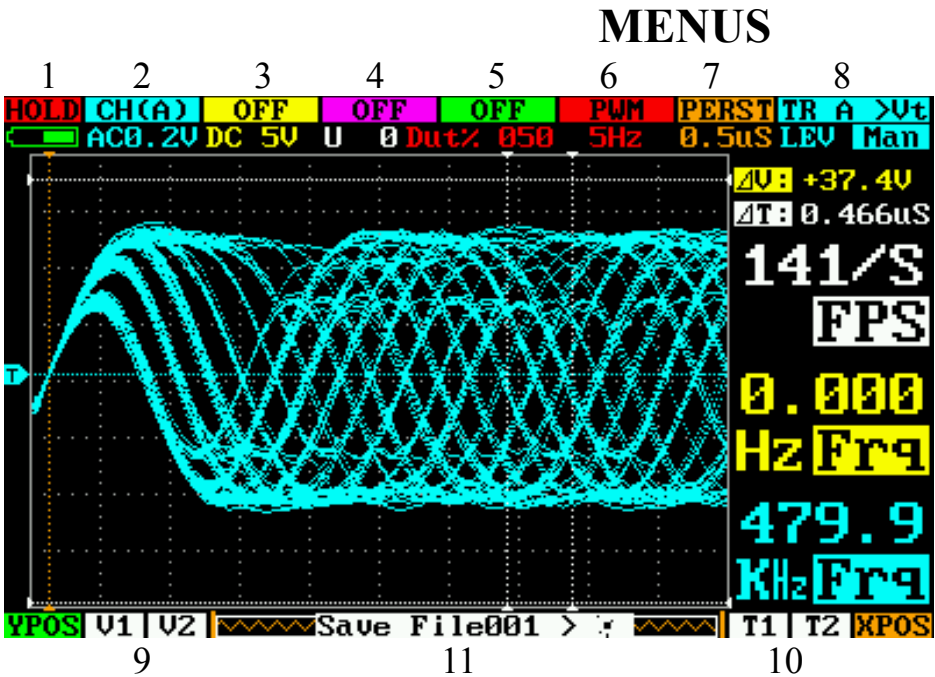 MENUS
1 2 3 4 5 6 7 8
HOLD CH(A) OFF OFF OFF PWM PERST TR A >Vt
AC0.2V DC 5V U 0 Dut% 050 5Hz 0.5uS LEV Man
⊿V: +37.4V
⊿T: 0.466uS
141/S
FPS
T
0.000
Hz Frq
479.9
KHz Frq
YPOS V1 V2 Save File001 > T1 T2 XPOS
9 11 10